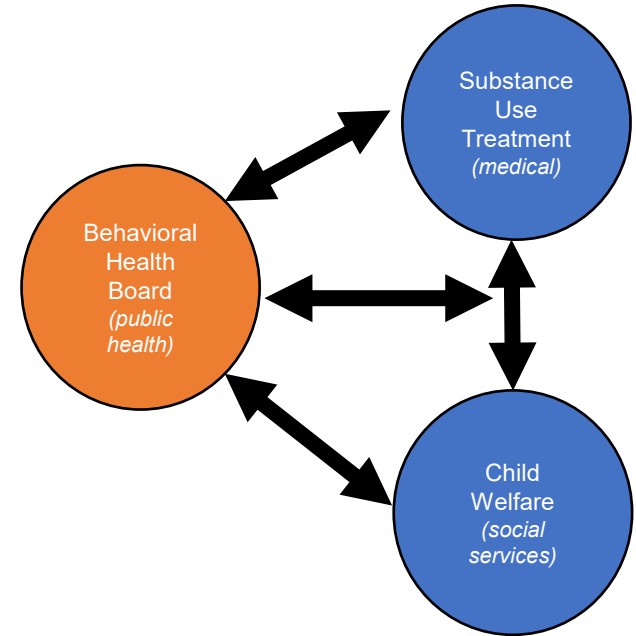 Substance
Use
Treatment
(medical)
Behavioral
Health
Board
(public
health)
Child
Welfare
(social
services)